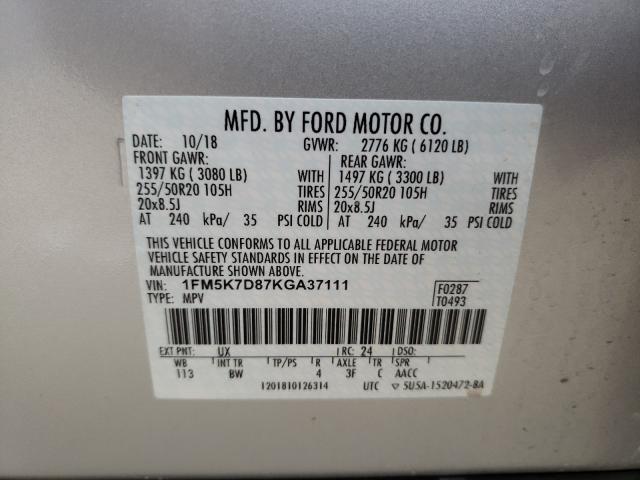 MFD. BY FORD MOTOR CO.
DATE: 10/18 GVWR: 2776 KG ( 6120 LB)
FRONT GAWR: REAR GAWR:
1397 KG ( 3080 LB) WITH 1497 KG ( 3300 LB) WITH
255/50R20 105H TIRES 255/50R20 105H TIRES
20x8.5J RIMS 20x8.5J RIMS
AT 240 kPa/ 35 PSI COLD AT 240 kPa/ 35 PSI COLD
THIS VEHICLE CONFORMS TO ALL APPLICABLE FEDERAL MOTOR
VEHICLE SAFETY STANDARDS IN EFFECT ON THE DATE OF
MANUFACTURE SHOWN ABOVE.
VIN: 1FM5K7D87KGA37111 F0287
TYPE: MPV T0493
EXT PNT: UX RC: 24 DSO:
WB INT TR TP/PS R AXLE TR SPR
113 BW 4 3F C AACC
1201810126314 UTC ▽ 5U5A-1520472-8A